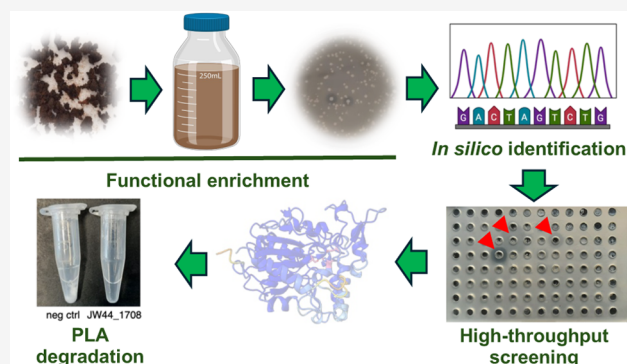 250mL
G A C T A G T C T G
In silico identification
Functional enrichment
neg ctrl JW44_1708
PLA
degradation
High-throughput
screening